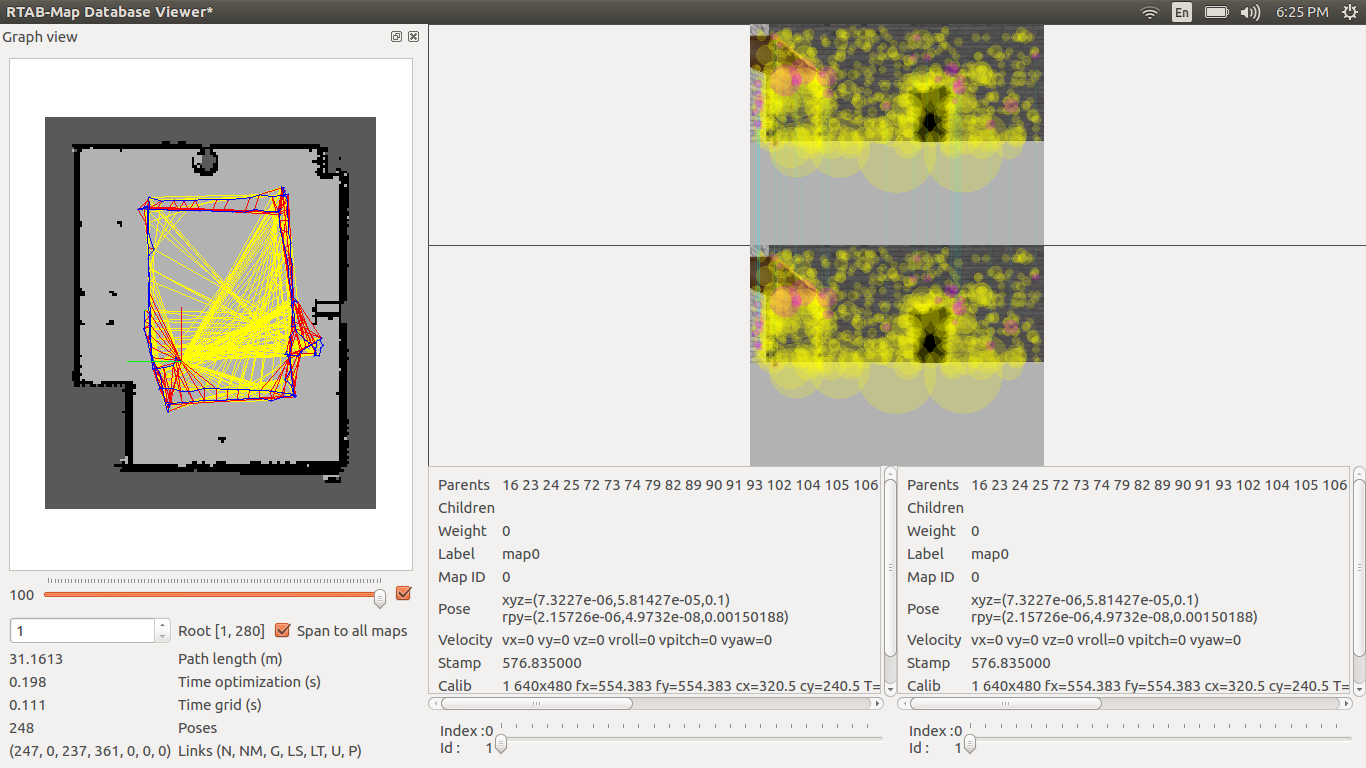 RTAB-Map Database Viewer*
En
6:25 PM
Graph view
100
1
Root [1, 280]
Span to all maps
31.1613 Path length (m)
0.198 Time optimization (s)
0.111 Time grid (s)
248 Poses
(247, 0, 237, 361, 0, 0, 0) Links (N, NM, G, LS, LT, U, P)
Parents 16 23 24 25 72 73 74 79 82 89 90 91 93 102 104 105 106
Children
Weight 0
Label map0
Map ID 0
Pose xyz=(7.3227e-06,5.81427e-05,0.1)
rpy=(2.15726e-06,4.9732e-08,0.00150188)
Velocity vx=0 vy=0 vz=0 vroll=0 vpitch=0 vyaw=0
Stamp 576.835000
Calib 1 640x480 fx=554.383 fy=554.383 cx=320.5 cy=240.5 T=
Index :0
Id : 1
Parents 16 23 24 25 72 73 74 79 82 89 90 91 93 102 104 105 106
Children
Weight 0
Label map0
Map ID 0
Pose xyz=(7.3227e-06,5.81427e-05,0.1)
rpy=(2.15726e-06,4.9732e-08,0.00150188)
Velocity vx=0 vy=0 vz=0 vroll=0 vpitch=0 vyaw=0
Stamp 576.835000
Calib 1 640x480 fx=554.383 fy=554.383 cx=320.5 cy=240.5 T=
Index :0
Id : 1